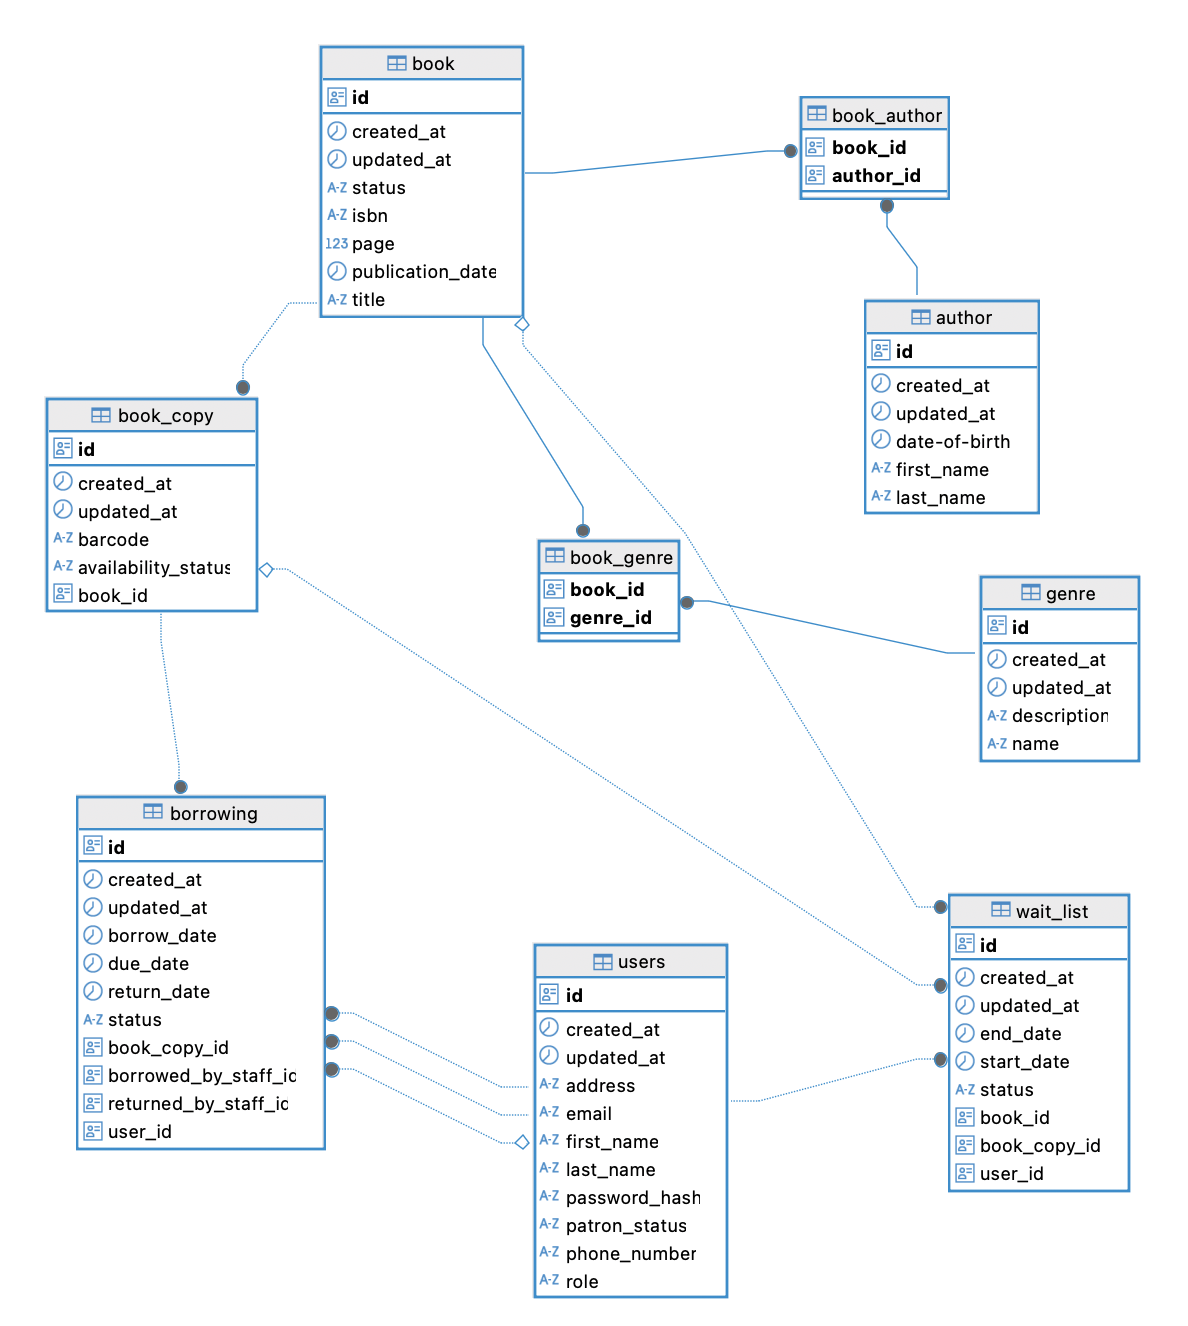 book
id
created_at
updated_at
A-Z status
A-Z isbn
123 page
publication_date
A-Z title
book_author
book_id
author_id
author
id
created_at
updated_at
date-of-birth
A-Z first_name
A-Z last_name
book_copy
id
created_at
updated_at
A-Z barcode
A-Z availability_status
book_id
book_genre
book_id
genre_id
genre
id
created_at
updated_at
A-Z description
A-Z name
borrowing
id
created_at
updated_at
borrow_date
due_date
return_date
A-Z status
book_copy_id
borrowed_by_staff_id
returned_by_staff_id
user_id
users
id
created_at
updated_at
A-Z address
A-Z email
A-Z first_name
A-Z last_name
A-Z password_hash
A-Z patron_status
A-Z phone_number
A-Z role
wait_list
id
created_at
updated_at
end_date
start_date
A-Z status
book_id
book_copy_id
user_id